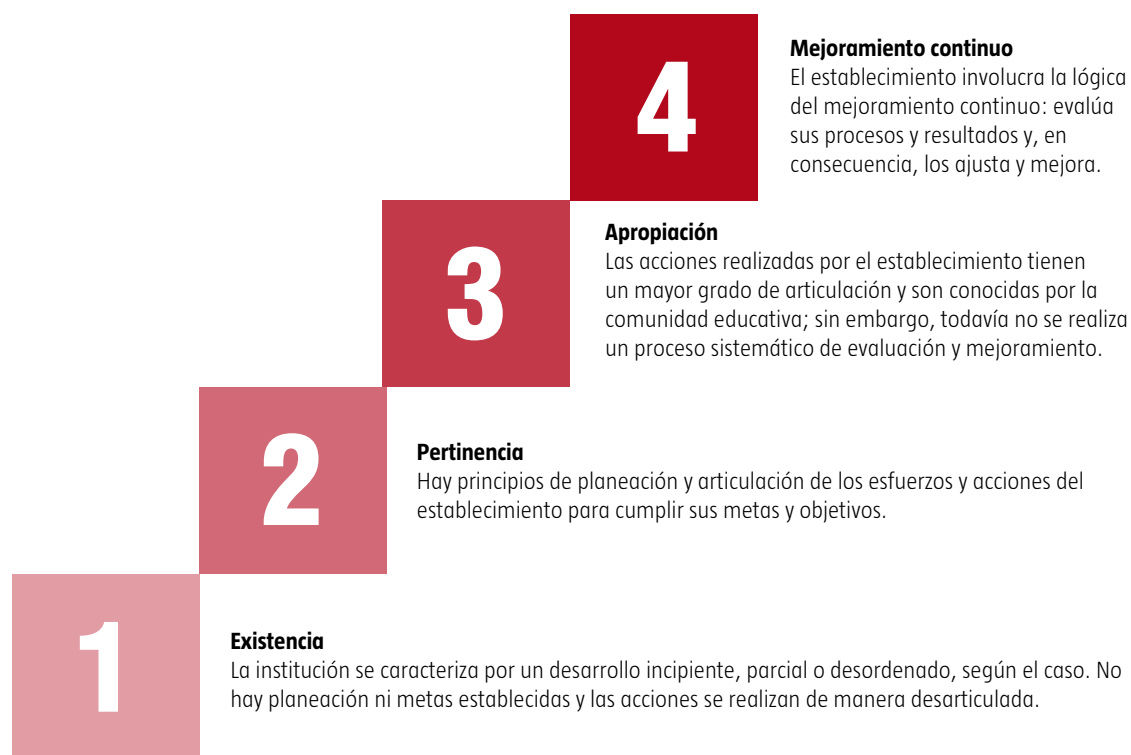 4
Mejoramiento continuo
El establecimiento involucra la lógica
del mejoramiento continuo: evalúa
sus procesos y resultados y, en
consecuencia, los ajusta y mejora.
3
Apropiación
Las acciones realizadas por el establecimiento tienen
un mayor grado de articulación y son conocidas por la
comunidad educativa; sin embargo, todavía no se realiza
un proceso sistemático de evaluación y mejoramiento.
2
Pertinencia
Hay principios de planeación y articulación de los esfuerzos y acciones del
establecimiento para cumplir sus metas y objetivos.
1
Existencia
La institución se caracteriza por un desarrollo incipiente, parcial o desordenado, según el caso. No
hay planeación ni metas establecidas y las acciones se realizan de manera desarticulada.